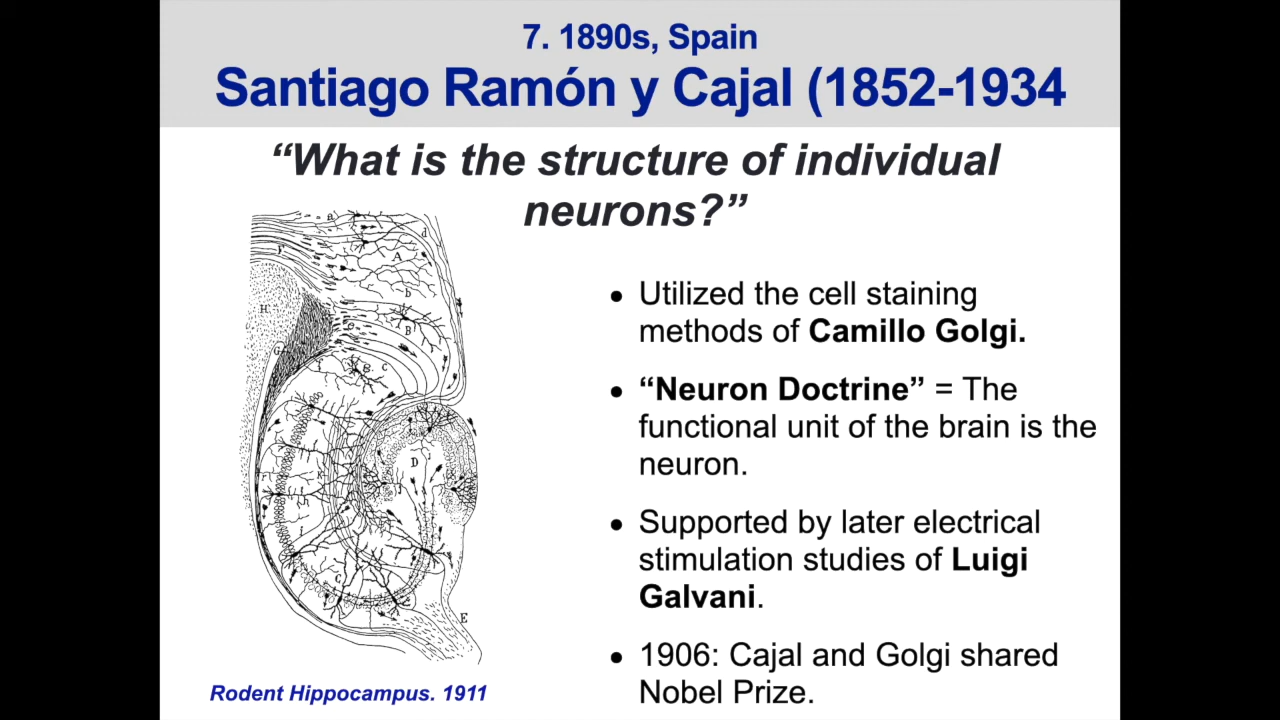 7. 1890s, Spain
Santiago Ramón y Cajal (1852-1934
“What is the structure of individual
neurons?”
• Utilized the cell staining
methods of Camillo Golgi.
• “Neuron Doctrine” = The
functional unit of the brain is the
neuron.
• Supported by later electrical
stimulation studies of Luigi
Galvani.
• 1906: Cajal and Golgi shared
Nobel Prize.
a
d
A
b
H
B
G
c
D
E
Rodent Hippocampus. 1911